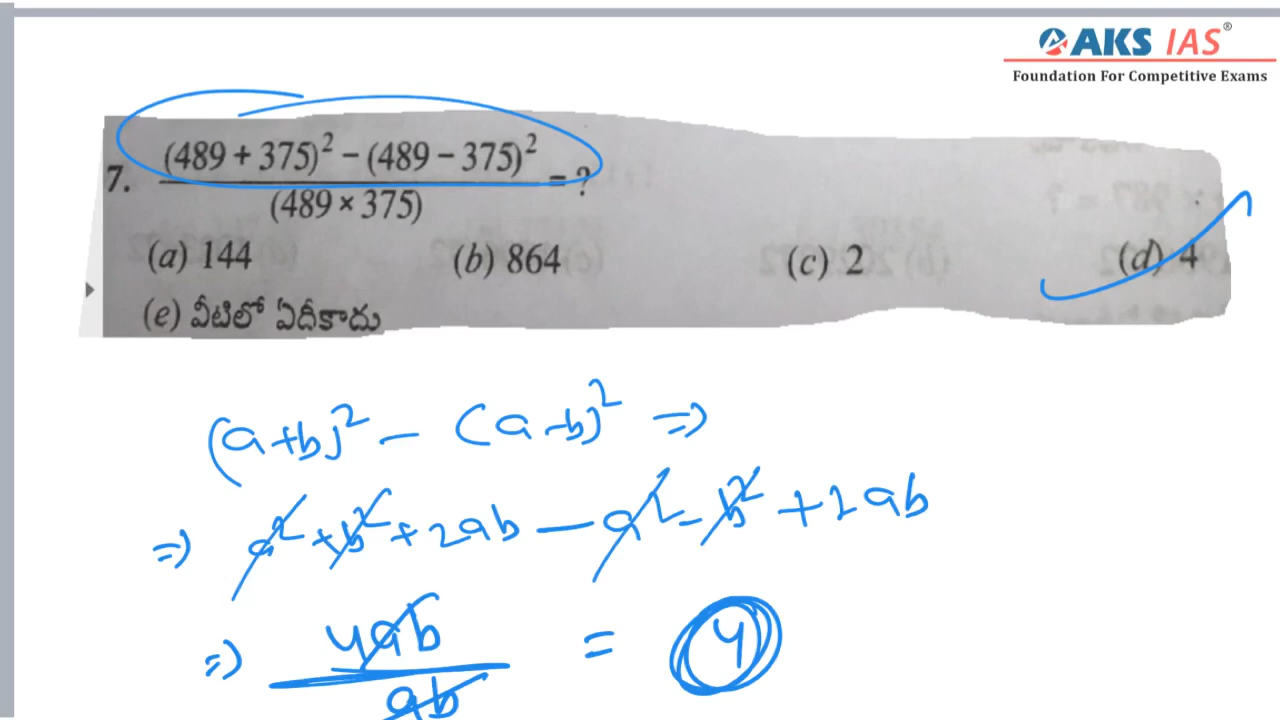 AKS IAS®
Foundation For Competitive Exams
7. (489 + 375)² − (489 − 375)²
(489 × 375)
= ?
(a) 144 (b) 864 (c) 2 (d) 4
(e) వీటిలో ఏదీకాదు
(a+b)² − (a−b)² ⇒
⇒ a² + b² + 2ab − a² − b² + 2ab
⇒ 4ab
ab
= 4